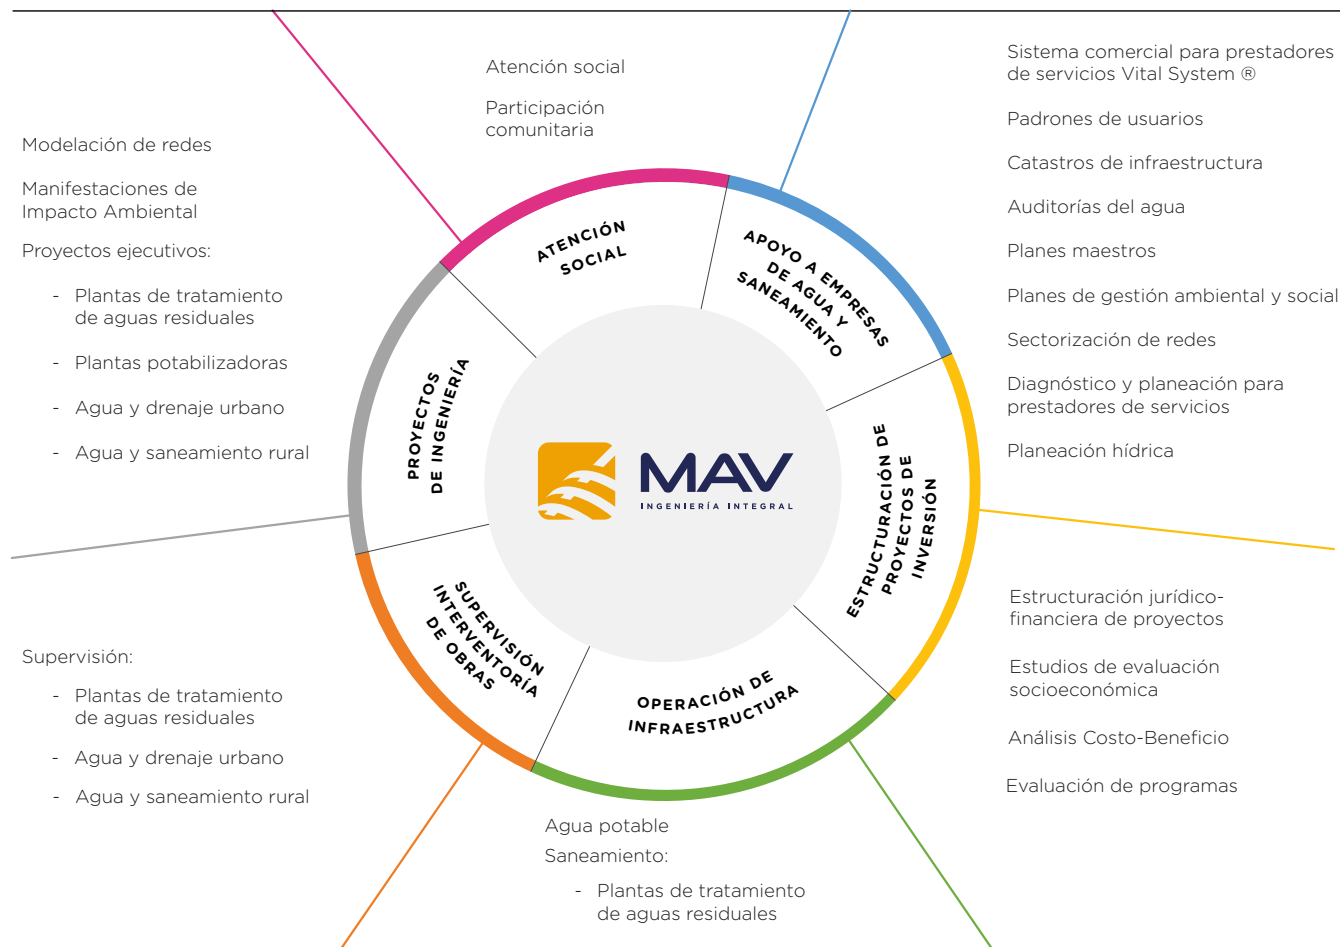 Atención social
Participación
comunitaria
Sistema comercial para prestadores
de servicios Vital System ®
Padrones de usuarios
Catastros de infraestructura
Auditorías del agua
Planes maestros
Planes de gestión ambiental y social
Sectorización de redes
Diagnóstico y planeación para
prestadores de servicios
Planeación hídrica
Modelación de redes
Manifestaciones de
Impacto Ambiental
Proyectos ejecutivos:
- Plantas de tratamiento
de aguas residuales
- Plantas potabilizadoras
- Agua y drenaje urbano
- Agua y saneamiento rural
ATENCIÓN
SOCIAL
APOYO A EMPRESAS
DE AGUA Y
SANEAMIENTO
PROYECTOS
DE INGENIERÍA
MAV
INGENIERÍA INTEGRAL
ESTRUCTURACIÓN DE
PROYECTOS DE
INVERSIÓN
SUPERVISIÓN
INTERVENTORÍA
DE OBRAS
OPERACIÓN DE
INFRAESTRUCTURA
Estructuración jurídico-
financiera de proyectos
Estudios de evaluación
socioeconómica
Análisis Costo-Beneficio
Evaluación de programas
Supervisión:
- Plantas de tratamiento
de aguas residuales
- Agua y drenaje urbano
- Agua y saneamiento rural
Agua potable
Saneamiento:
- Plantas de tratamiento
de aguas residuales